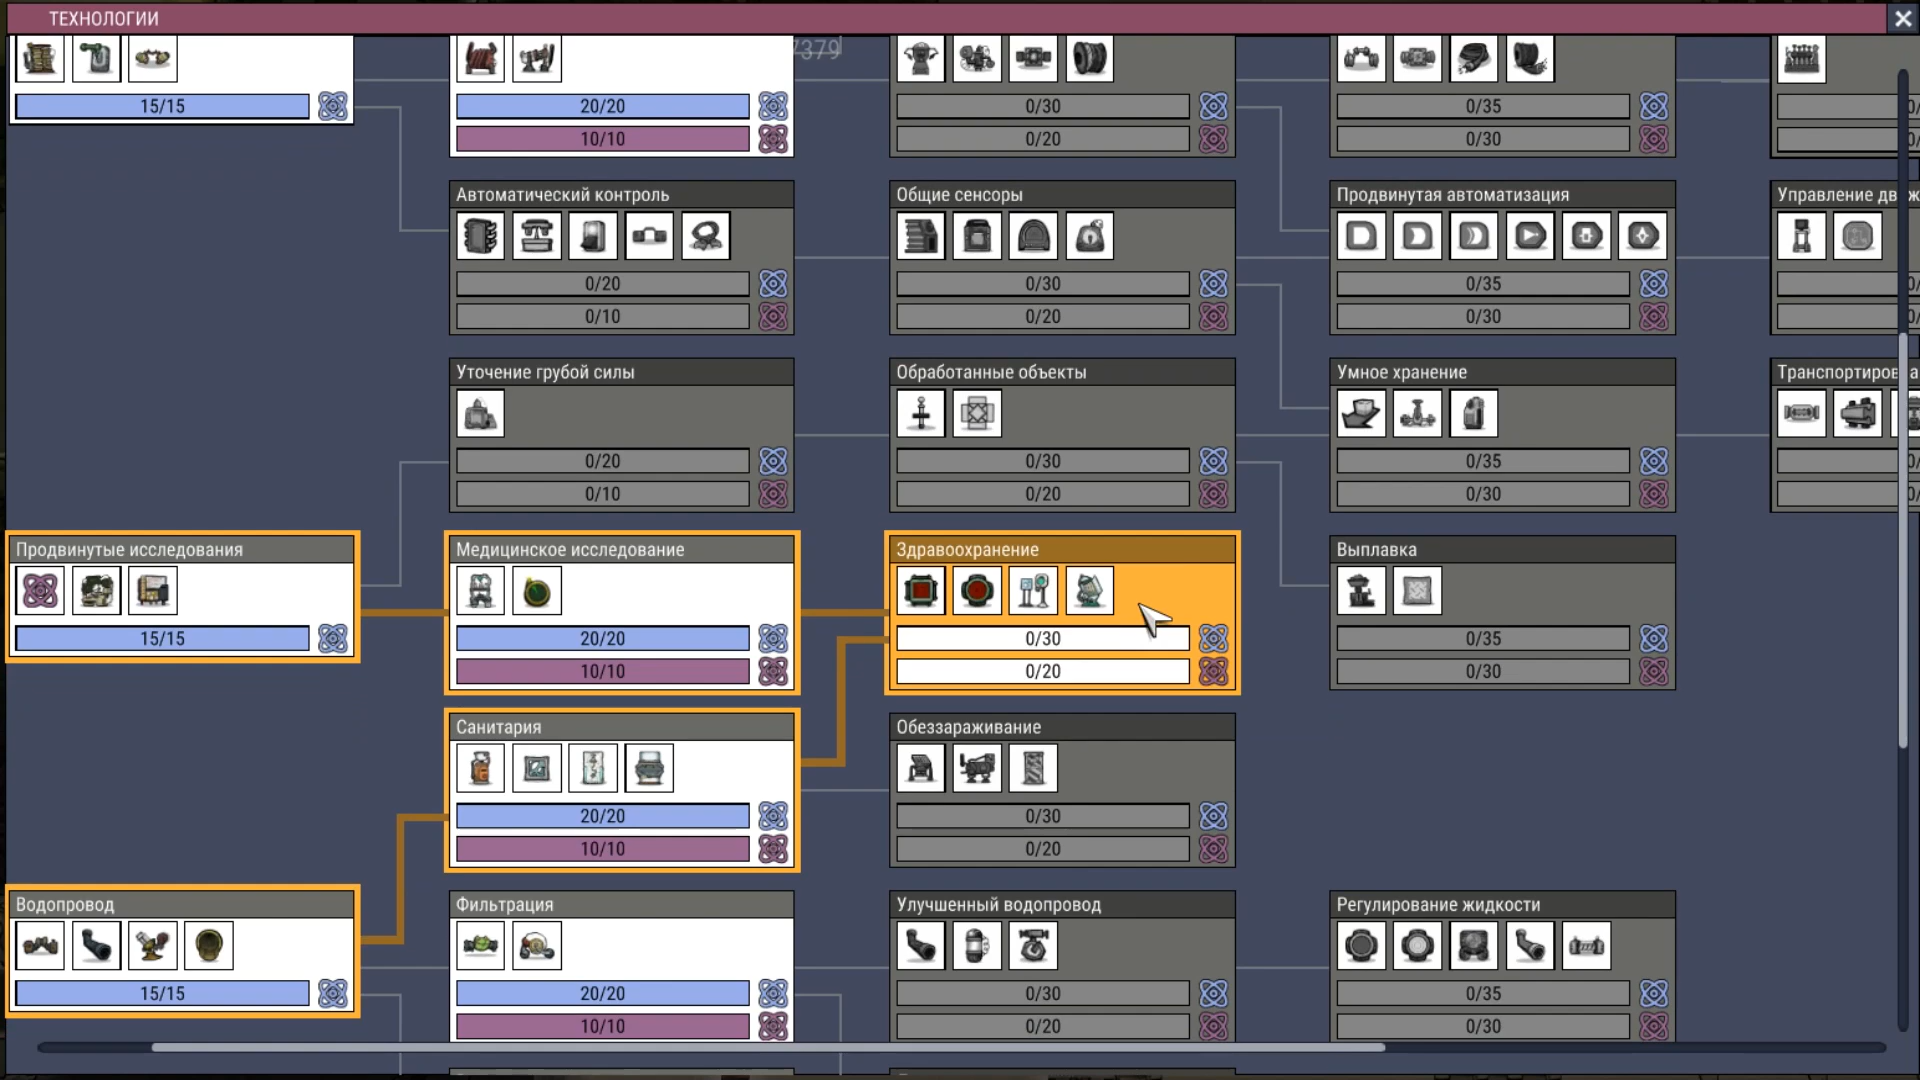 ТЕХНОЛОГИИ
7379
15/15
20/20
0/30
0/35
10/10
0/20
0/30
Автоматический контроль
Общие сенсоры
Продвинутая автоматизация
0/20
0/30
0/35
0/10
0/20
0/30
Уточение грубой силы
Обработанные объекты
Умное хранение
0/20
0/30
0/35
0/10
0/20
0/30
Продвинутые исследования
Медицинское исследование
Здравоохранение
Выплавка
15/15
20/20
0/30
0/35
10/10
0/20
0/30
Санитария
Обеззараживание
20/20
0/30
10/10
0/20
Водопровод
Фильтрация
Улучшенный водопровод
Регулирование жидкости
15/15
20/20
0/30
0/35
10/10
0/20
0/30